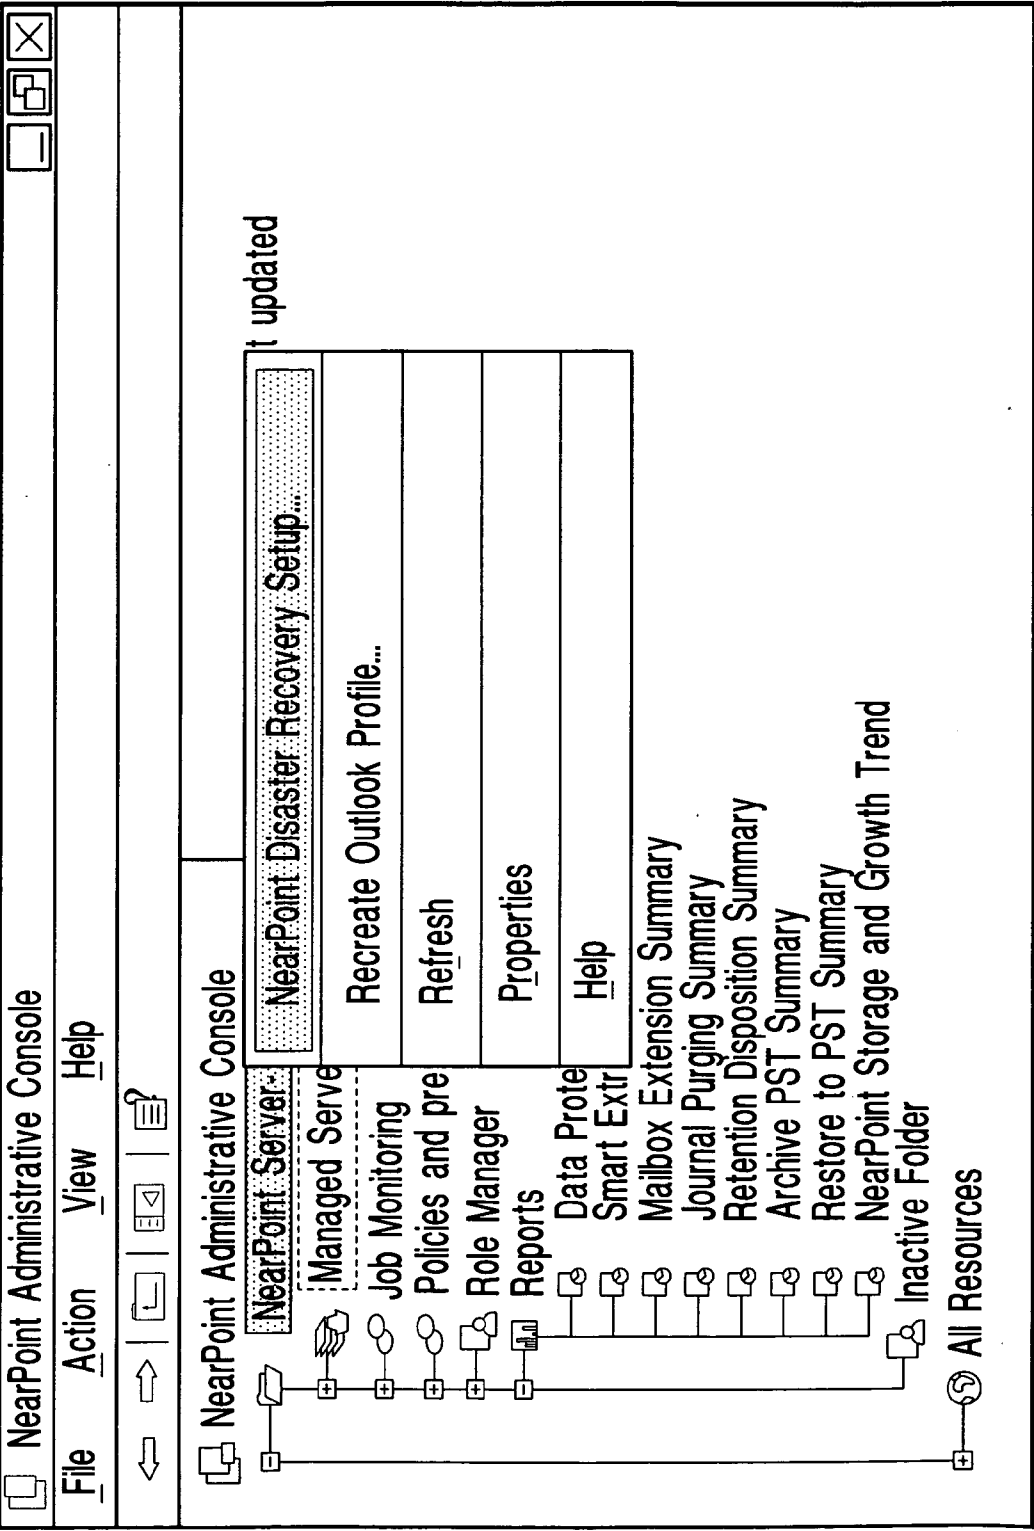 NearPoint Administrative Console
File Action View Help
NearPoint Administrative Console
NearPoint Server-
t updated
NearPoint Disaster Recovery Setup...
Recreate Outlook Profile...
Refresh
Properties
Help
Managed Serve
Job Monitoring
Policies and pre
Role Manager
Reports
Data Prote
Smart Extr
Mailbox Extension Summary
Journal Purging Summary
Retention Disposition Summary
Archive PST Summary
Restore to PST Summary
NearPoint Storage and Growth Trend
Inactive Folder
All Resources